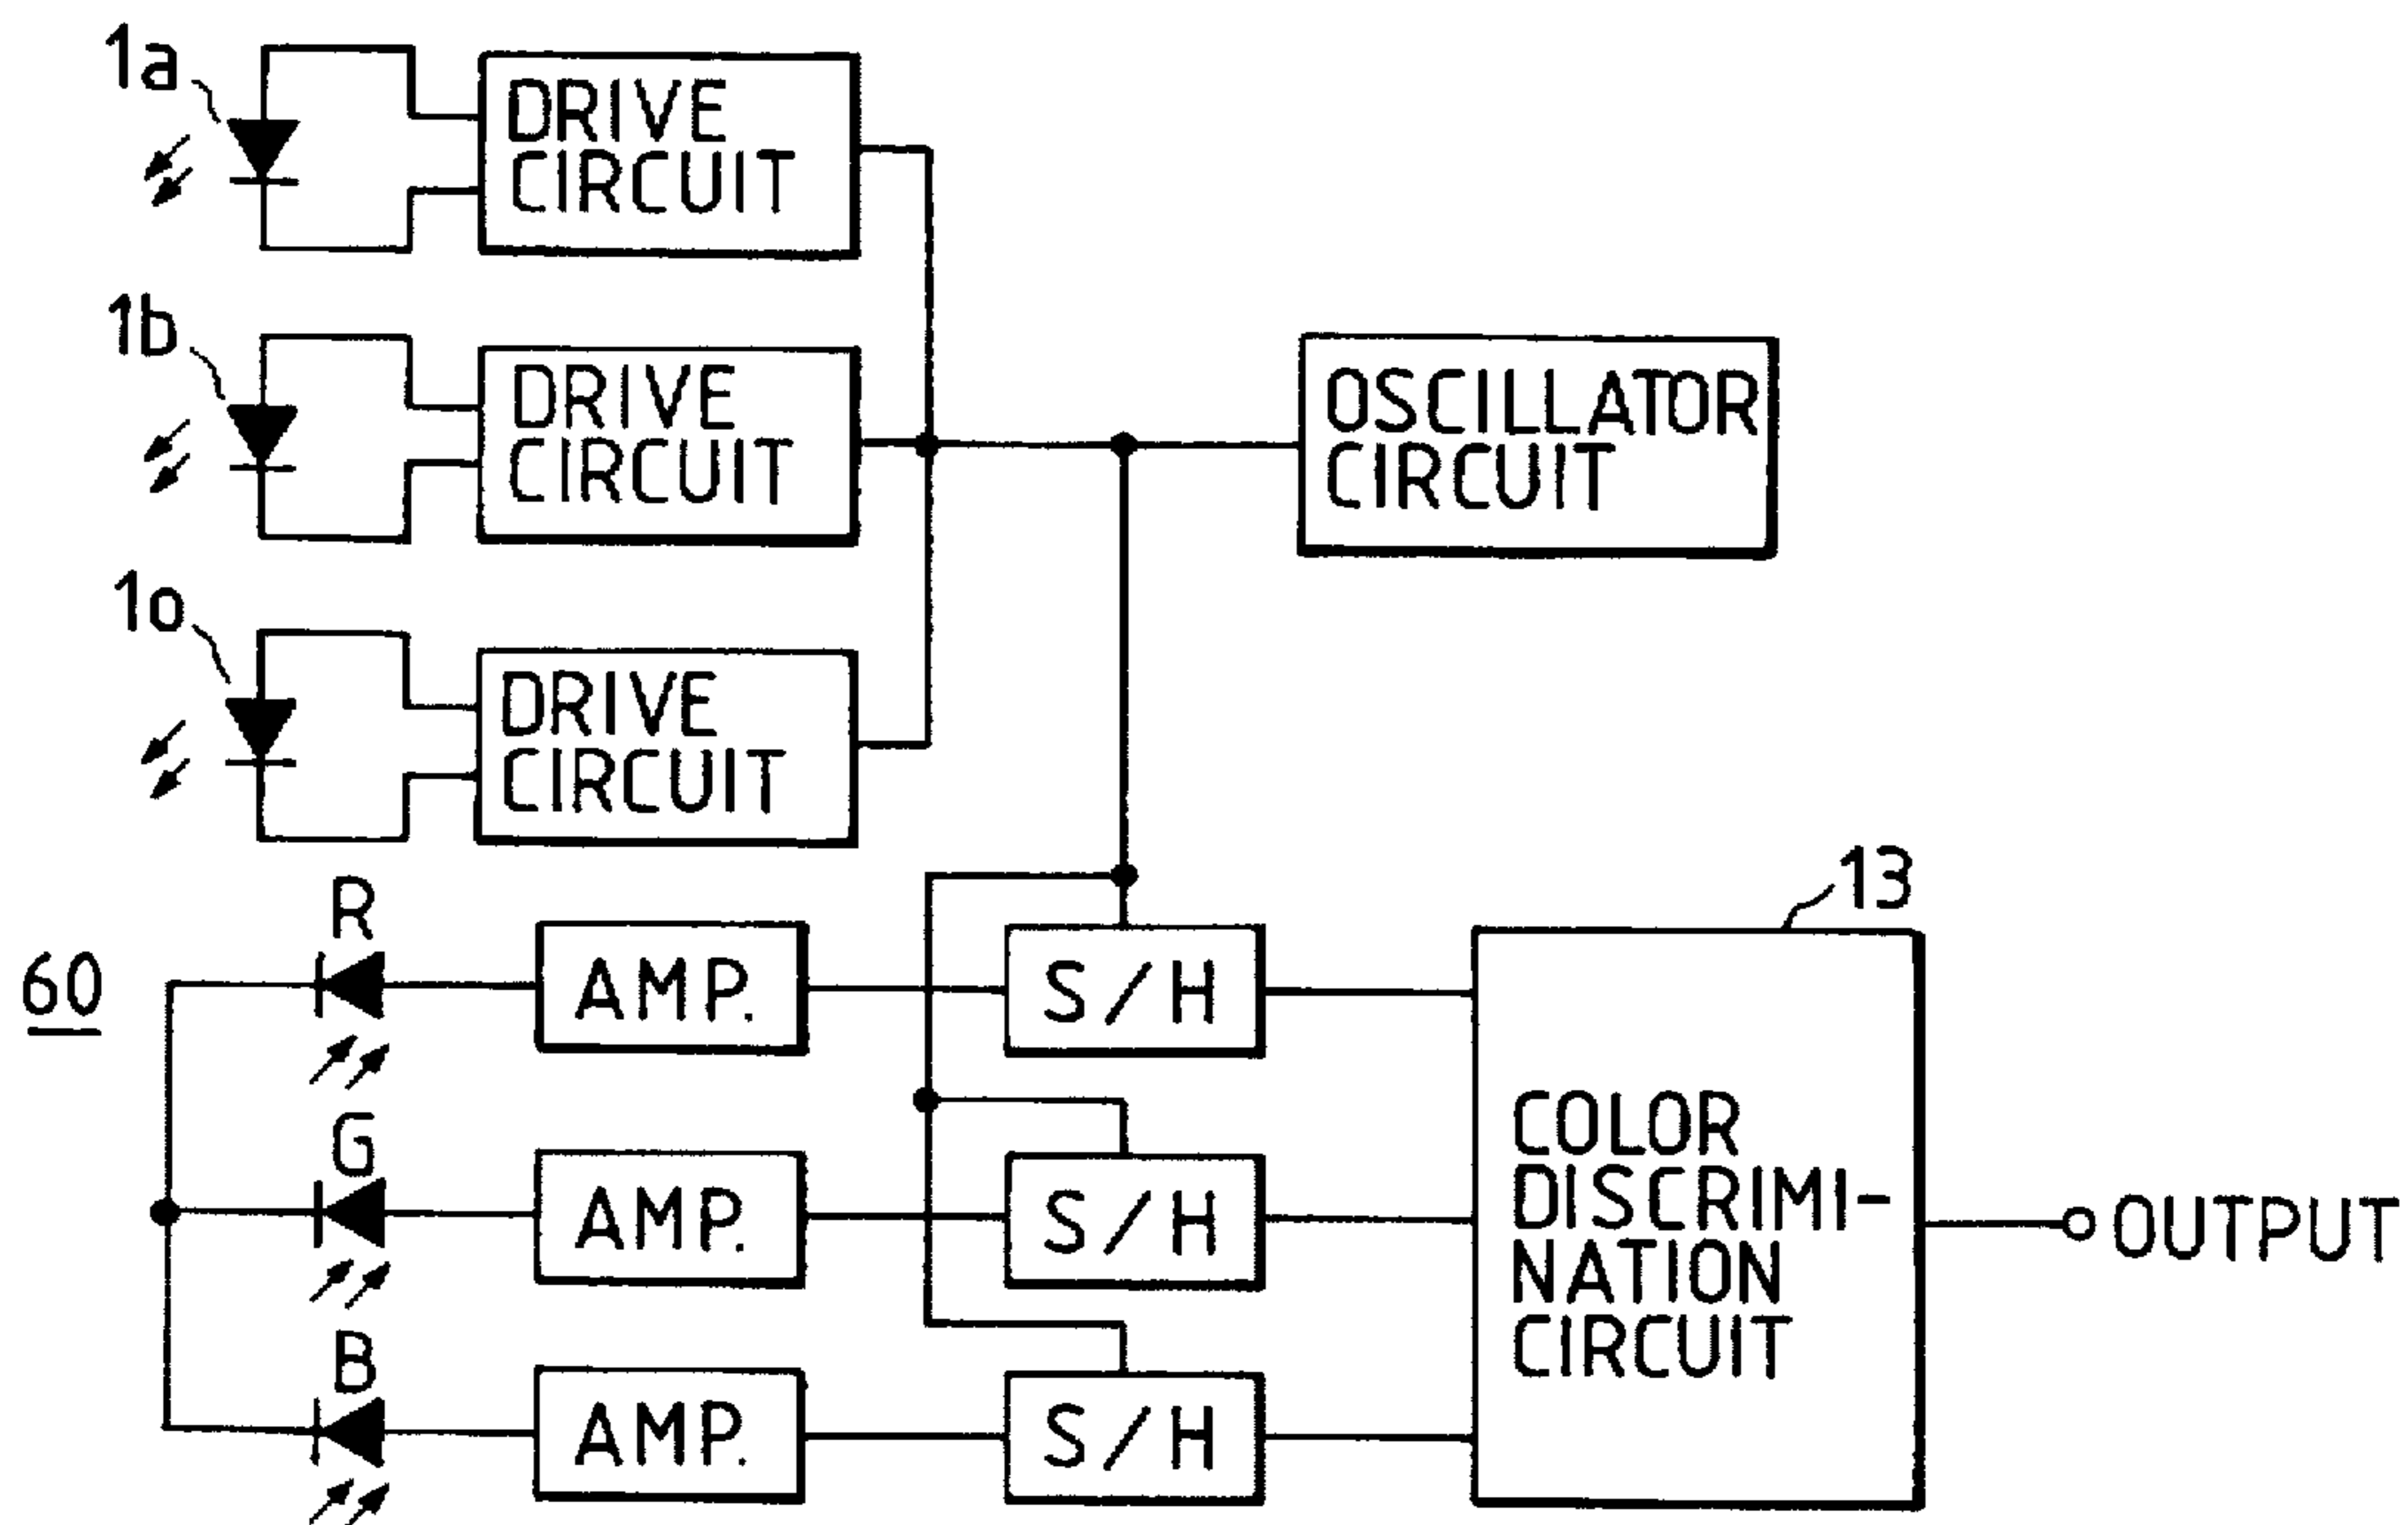 1a
DRIVE
CIRCUIT
1b
DRIVE
CIRCUIT
OSCILLATOR
CIRCUIT
1o
DRIVE
CIRCUIT
13
60
R
AMP.
S/H
G
AMP.
S/H
B
AMP.
S/H
COLOR
DISCRIMI-
NATION
CIRCUIT
OUTPUT